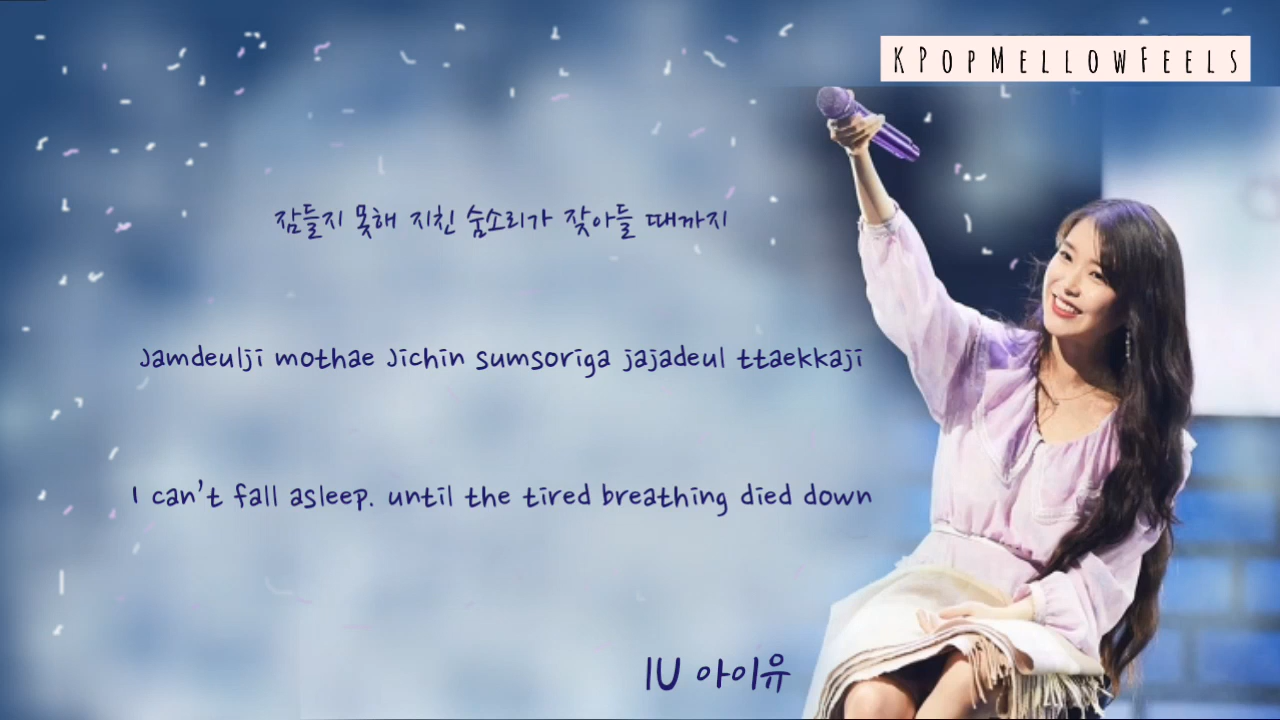 KPopMellowFeels
잠들지 못해 지친 숨소리가 잦아들 때까지
Jamdeulji mothae Jichin sumsoriga jajadeul ttaekkaji
I can't fall asleep. until the tired breathing died down
IU 아이유